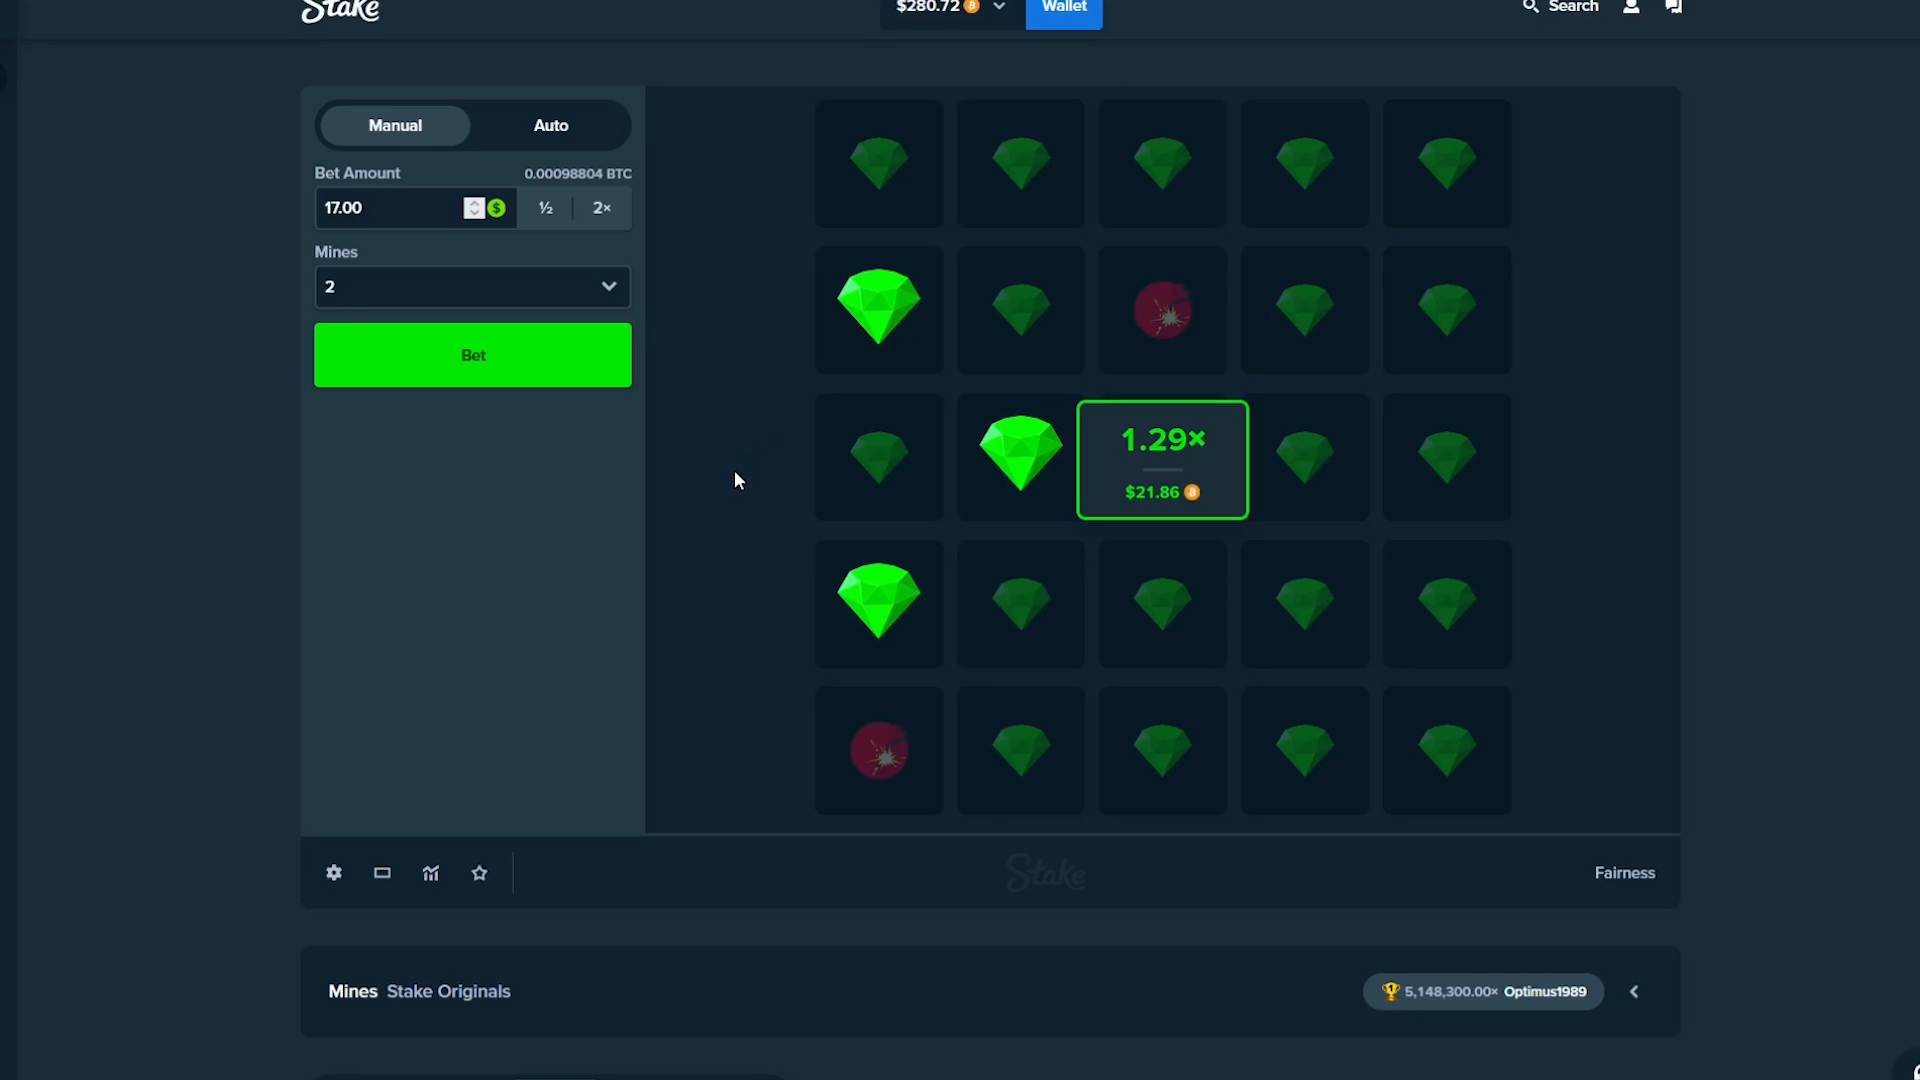 Stake
$280.72
Wallet
Search
Manual
Auto
Bet Amount
0.00098804 BTC
17.00
½
2×
Mines
2
Bet
1.29×
$21.86
Stake
Fairness
Mines Stake Originals
1
5,148,300.00× Optimus1989